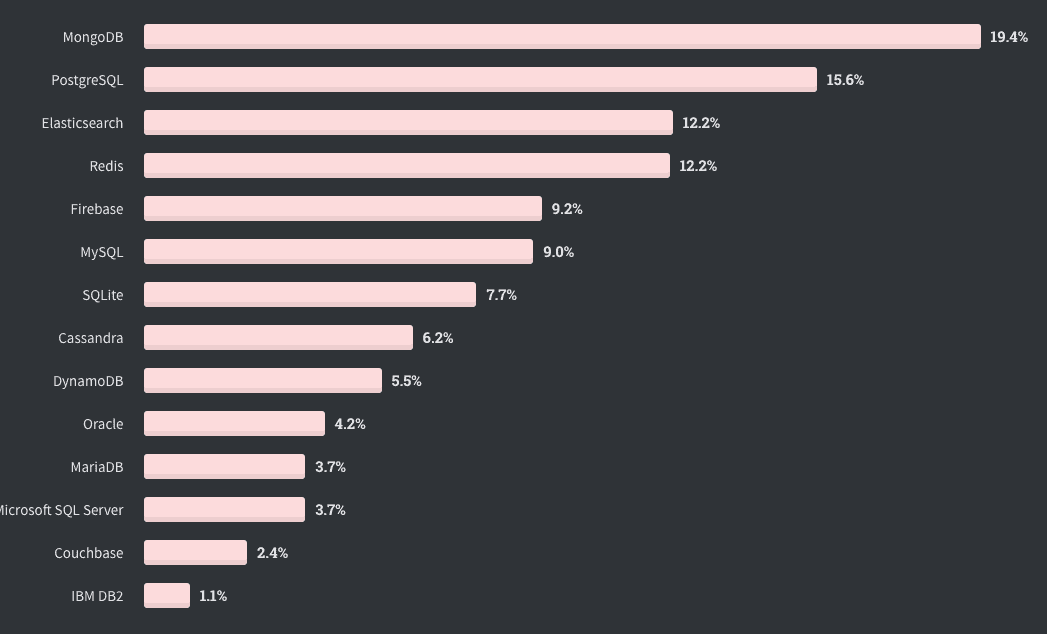 MongoDB 19.4%
PostgreSQL 15.6%
Elasticsearch 12.2%
Redis 12.2%
Firebase 9.2%
MySQL 9.0%
SQLite 7.7%
Cassandra 6.2%
DynamoDB 5.5%
Oracle 4.2%
MariaDB 3.7%
Microsoft SQL Server 3.7%
Couchbase 2.4%
IBM DB2 1.1%